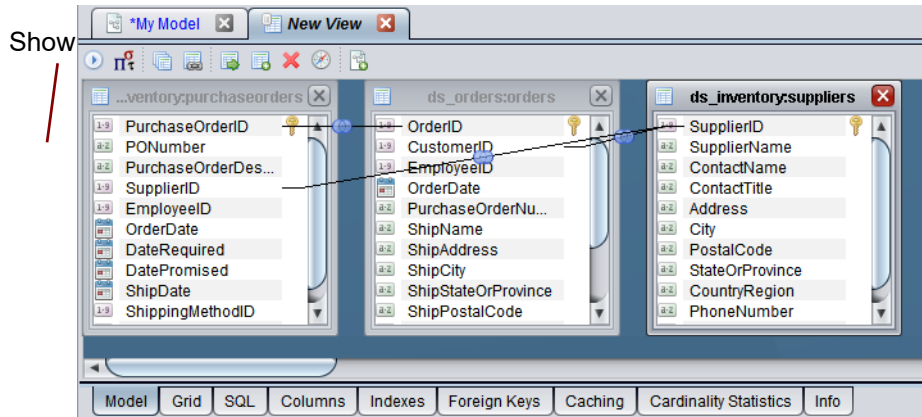 *My Model New View
Show
...ventory:purchaseorders
PurchaseOrderID
PONumber
PurchaseOrderDes...
SupplierID
EmployeeID
OrderDate
DateRequired
DatePromised
ShipDate
ShippingMethodID
ds_orders:orders
OrderID
CustomerID
EmployeeID
OrderDate
PurchaseOrderNu...
ShipName
ShipAddress
ShipCity
ShipStateOrProvince
ShipPostalCode
ds_inventory:suppliers
SupplierID
SupplierName
ContactName
ContactTitle
Address
City
PostalCode
StateOrProvince
CountryRegion
PhoneNumber
Model Grid SQL Columns Indexes Foreign Keys Caching Cardinality Statistics Info